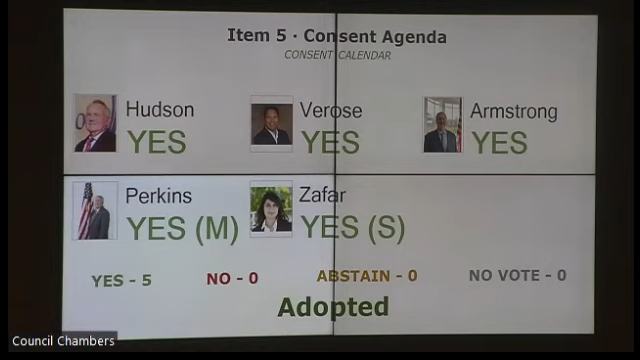 Item 5 · Consent Agenda
CONSENT CALENDAR
Hudson
YES
Verose
YES
Armstrong
YES
Perkins
YES (M)
Zafar
YES (S)
YES - 5
NO - 0
ABSTAIN - 0
NO VOTE - 0
Adopted
Council Chambers